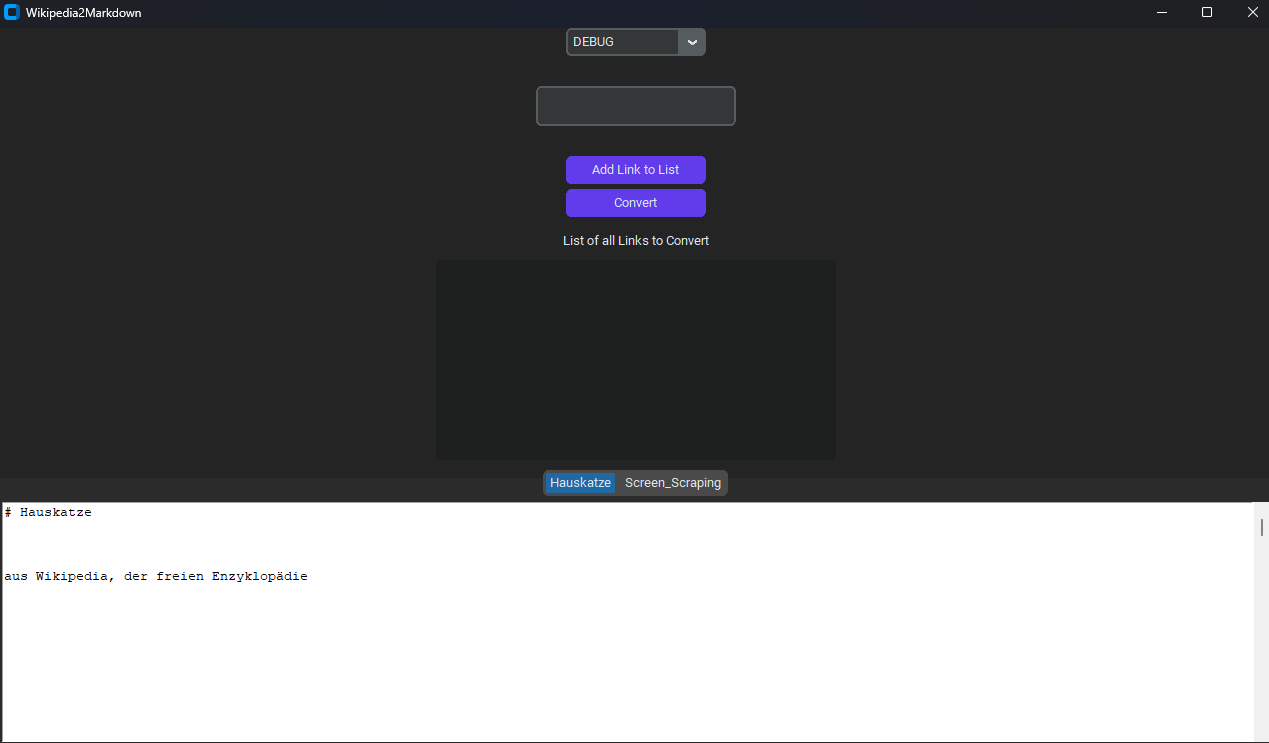 Wikipedia2Markdown
DEBUG
Add Link to List
Convert
List of all Links to Convert
Hauskatze Screen_Scraping
# Hauskatze
aus Wikipedia, der freien Enzyklopädie